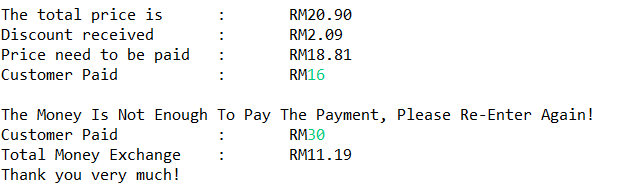 The total price is : RM20.90
Discount received : RM2.09
Price need to be paid : RM18.81
Customer Paid : RM16
The Money Is Not Enough To Pay The Payment, Please Re-Enter Again!
Customer Paid : RM30
Total Money Exchange : RM11.19
Thank you very much!